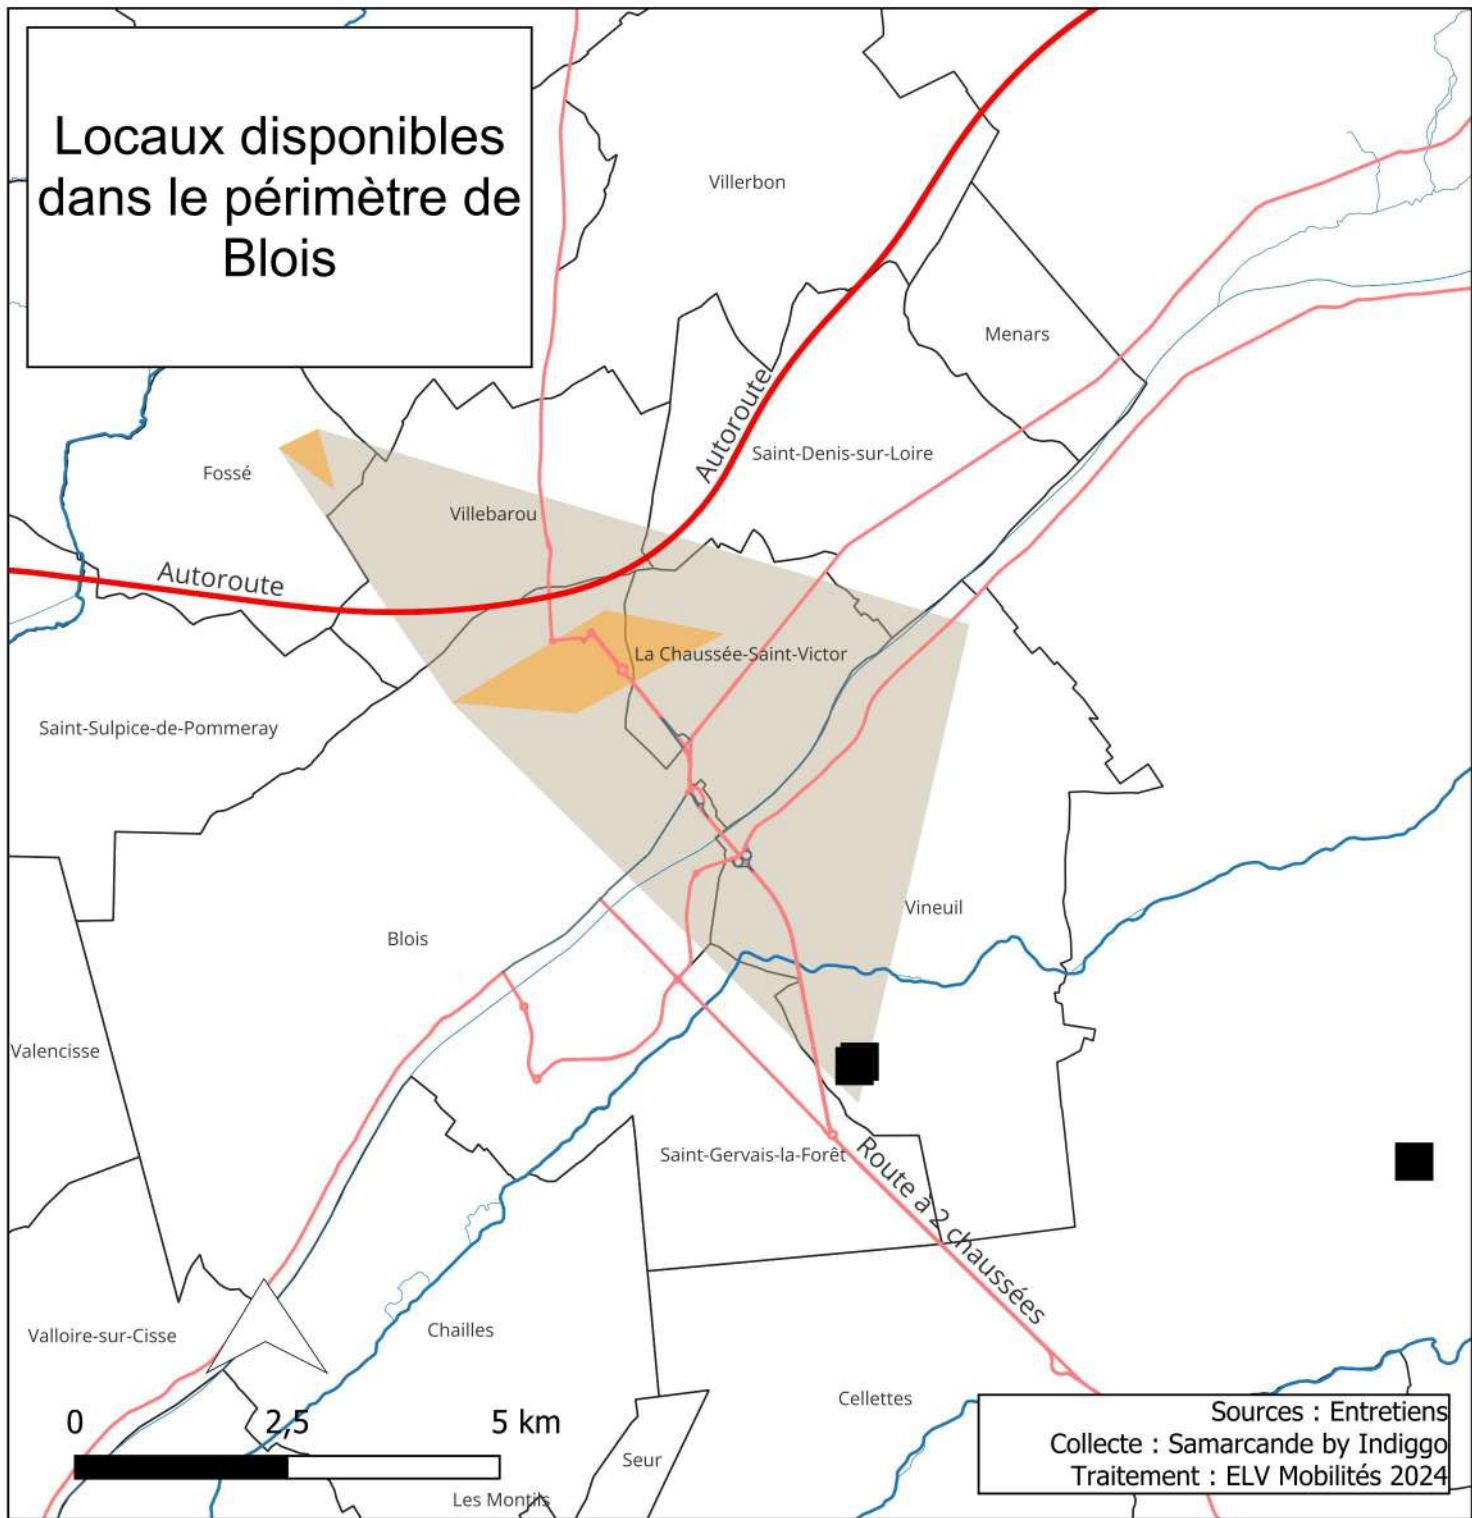 Locaux disponibles
dans le périmètre de
Blois
Villerbon
Menars
Autoroute
Saint-Denis-sur-Loire
Fossé
Villebarou
Autoroute
La Chaussée-Saint-Victor
Saint-Sulpice-de-Pommeray
Vineuil
Blois
Valencisse
Saint-Gervais-la-Forêt
Route à 2 chaussées
Valloire-sur-Cisse
Chailles
Cellettes
0 2,5 5 km
Seur
Les Montils
Sources : Entretiens
Collecte : Samarcande by Indiggo
Traitement : ELV Mobilités 2024